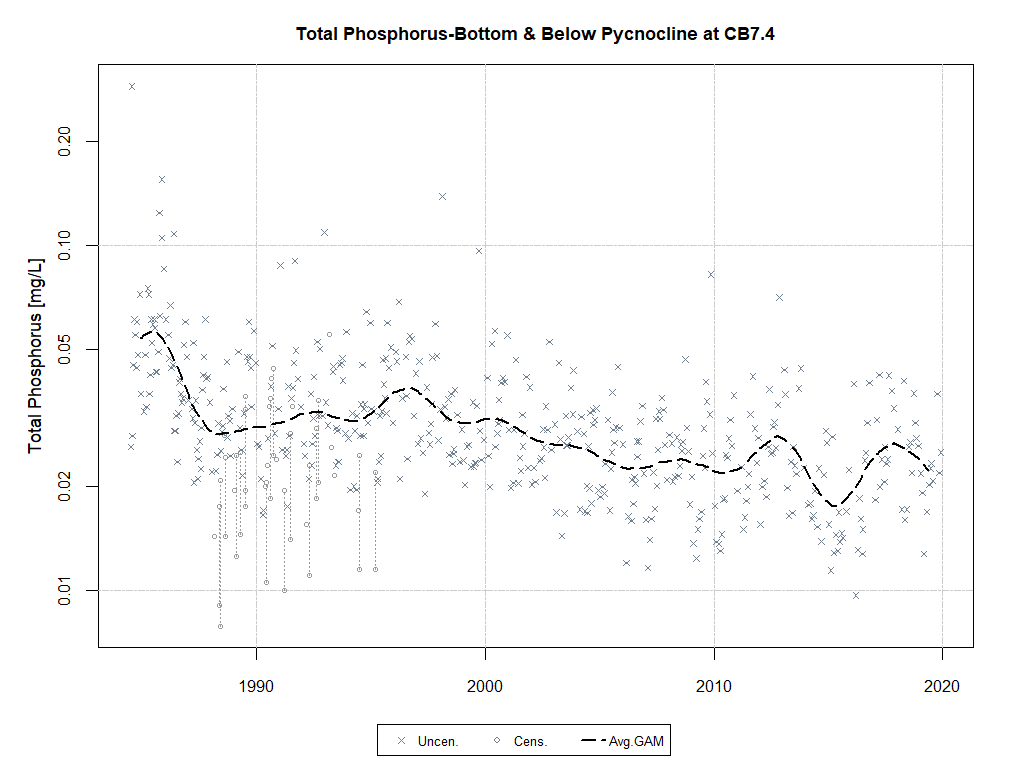 Total Phosphorus-Bottom & Below Pycnocline at CB7.4
Total Phosphorus [mg/L]
0.20
0.10
0.05
0.02
0.01
1990 2000 2010 2020
Uncen. Cens. Avg.GAM